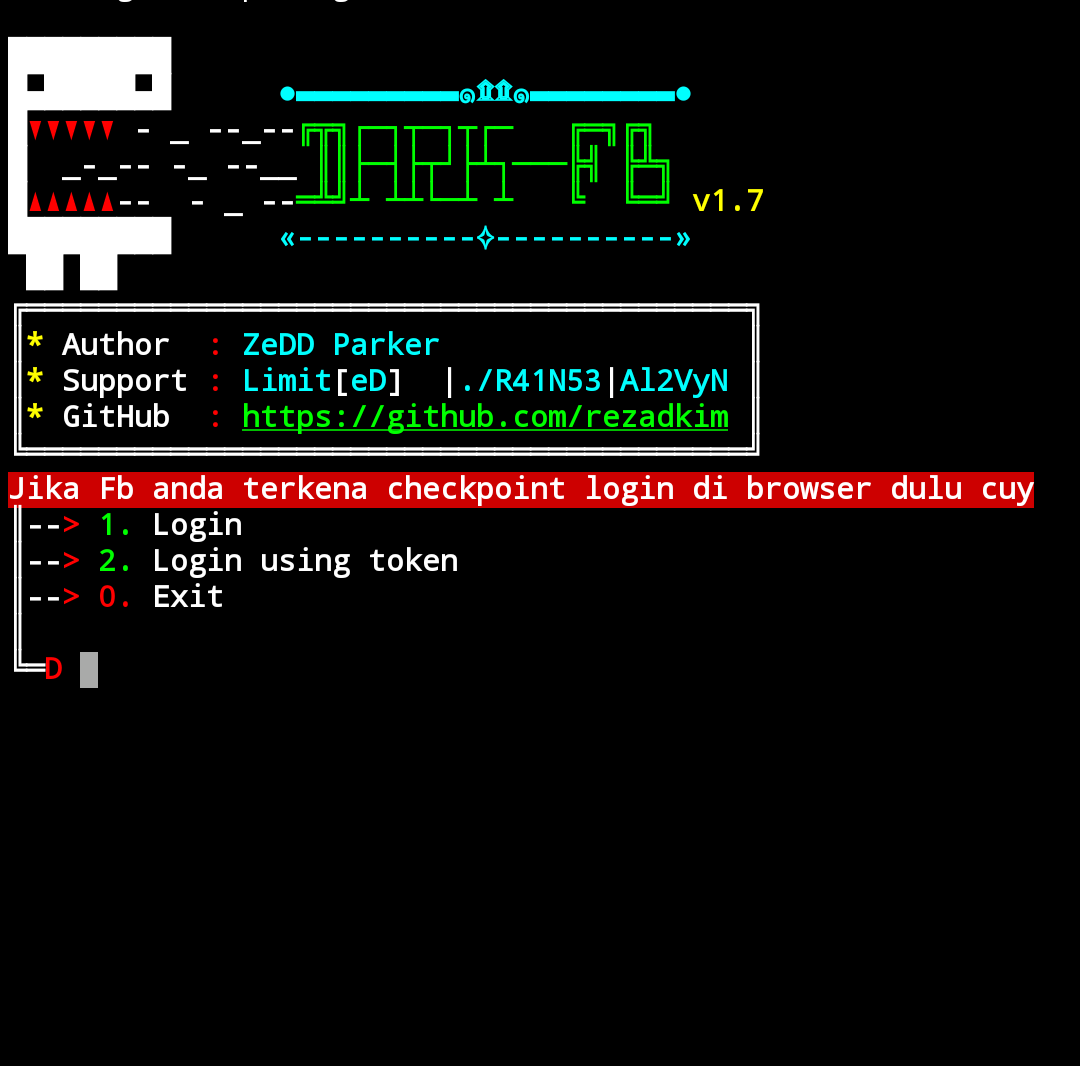 DARK-FB
v1.7
* Author : ZeDD Parker
* Support : Limit[eD] |./R41N53|Al2VyN
* GitHub : https://github.com/rezadkim
Jika Fb anda terkena checkpoint login di browser dulu cuy
--> 1. Login
--> 2. Login using token
--> 0. Exit
D